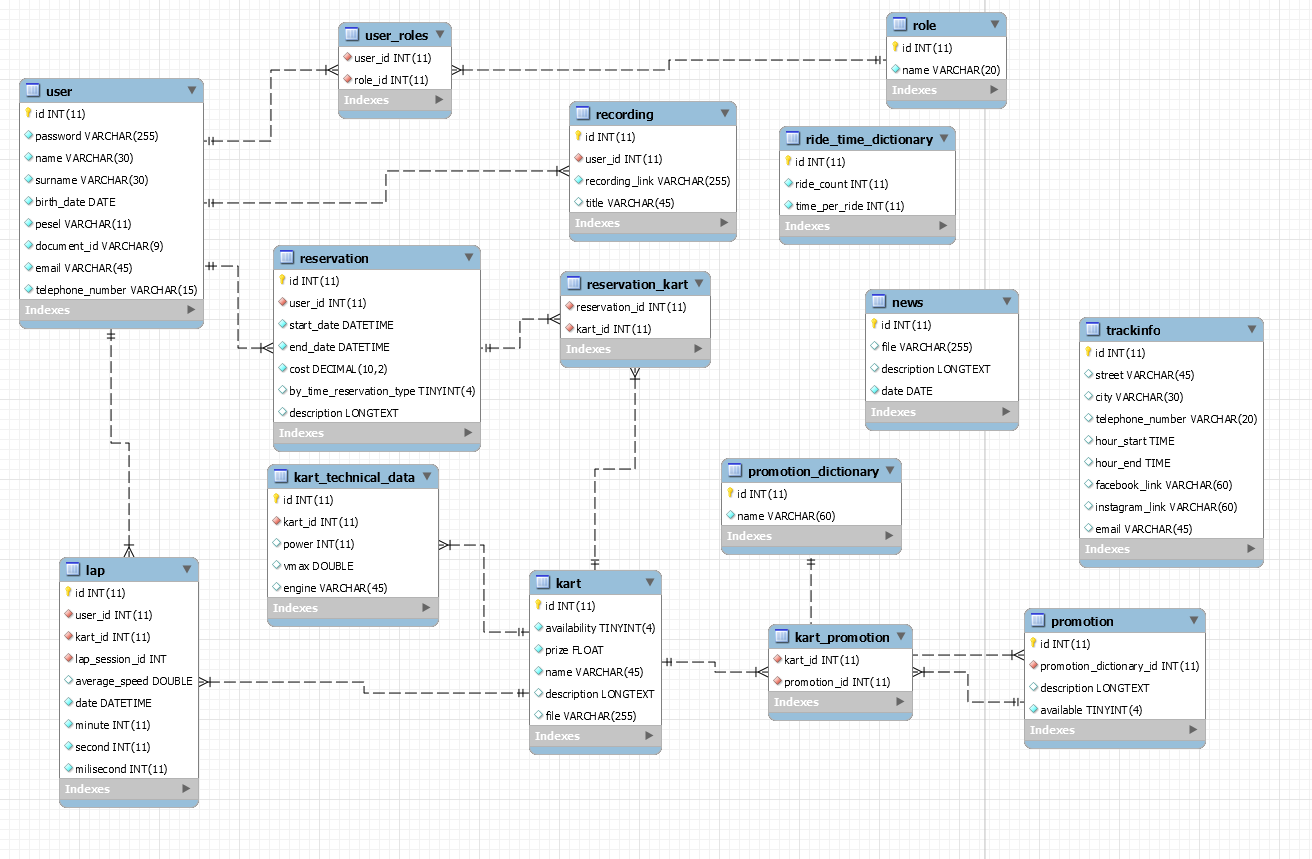 user_roles
user_id INT(11)
role_id INT(11)
Indexes
role
id INT(11)
name VARCHAR(20)
Indexes
user
id INT(11)
password VARCHAR(255)
name VARCHAR(30)
surname VARCHAR(30)
birth_date DATE
pesel VARCHAR(11)
document_id VARCHAR(9)
email VARCHAR(45)
telephone_number VARCHAR(15)
Indexes
recording
id INT(11)
user_id INT(11)
recording_link VARCHAR(255)
title VARCHAR(45)
Indexes
ride_time_dictionary
id INT(11)
ride_count INT(11)
time_per_ride INT(11)
Indexes
reservation
id INT(11)
user_id INT(11)
start_date DATETIME
end_date DATETIME
cost DECIMAL(10,2)
by_time_reservation_type TINYINT(4)
description LONGTEXT
Indexes
reservation_kart
reservation_id INT(11)
kart_id INT(11)
Indexes
news
id INT(11)
file VARCHAR(255)
description LONGTEXT
date DATE
Indexes
trackinfo
id INT(11)
street VARCHAR(45)
city VARCHAR(30)
telephone_number VARCHAR(20)
hour_start TIME
hour_end TIME
facebook_link VARCHAR(60)
instagram_link VARCHAR(60)
email VARCHAR(45)
Indexes
kart_technical_data
id INT(11)
kart_id INT(11)
power INT(11)
vmax DOUBLE
engine VARCHAR(45)
Indexes
promotion_dictionary
id INT(11)
name VARCHAR(60)
Indexes
lap
id INT(11)
user_id INT(11)
kart_id INT(11)
lap_session_id INT
average_speed DOUBLE
date DATETIME
minute INT(11)
second INT(11)
milisecond INT(11)
Indexes
kart
id INT(11)
availability TINYINT(4)
prize FLOAT
name VARCHAR(45)
description LONGTEXT
file VARCHAR(255)
Indexes
kart_promotion
kart_id INT(11)
promotion_id INT(11)
Indexes
promotion
id INT(11)
promotion_dictionary_id INT(11)
description LONGTEXT
available TINYINT(4)
Indexes